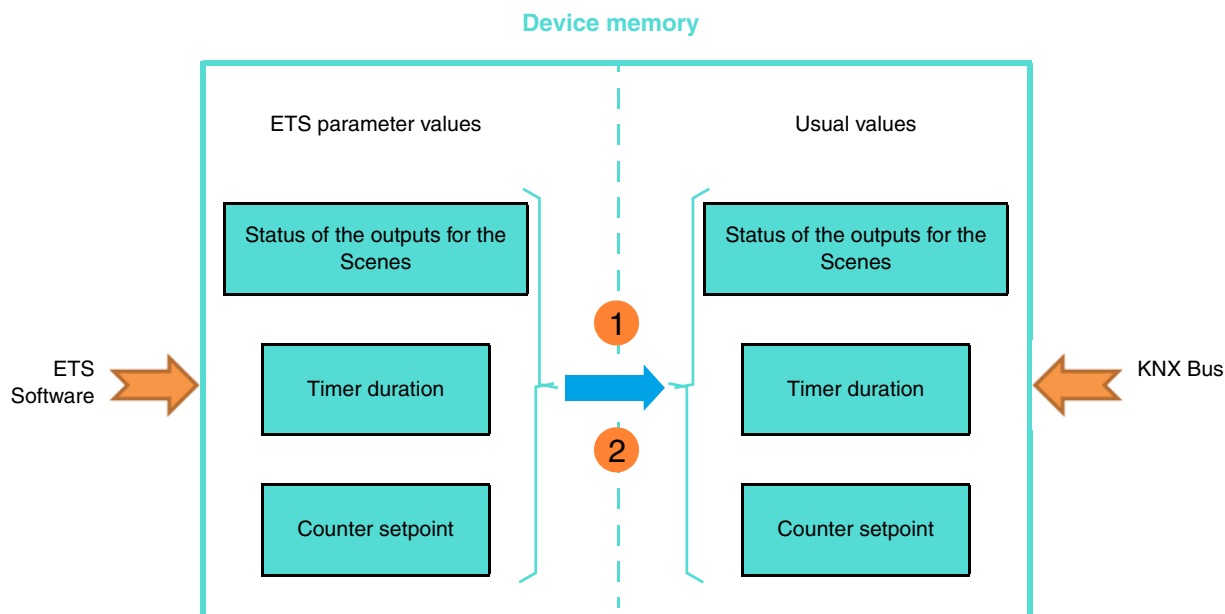 Device memory
ETS parameter values
Usual values
Status of the outputs for the
Scenes
Status of the outputs for the
Scenes
1
ETS
Software
Timer duration
Timer duration
KNX Bus
2
Counter setpoint
Counter setpoint